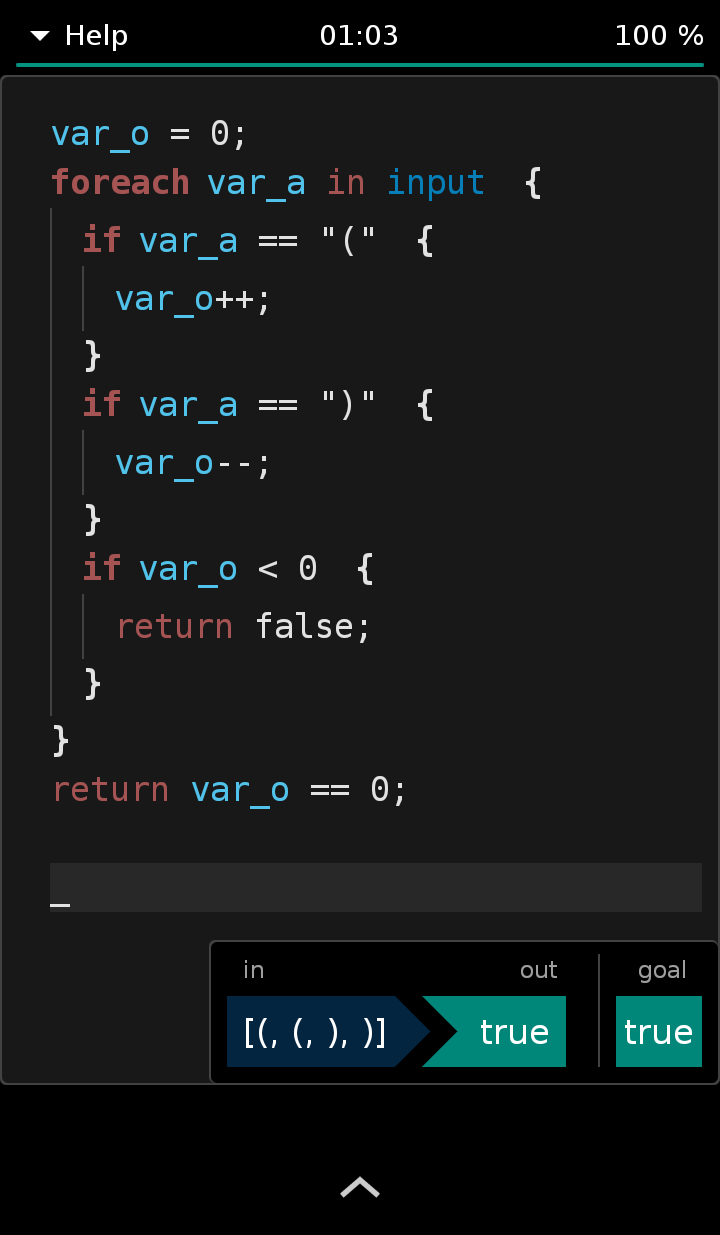 Help 01:03 100 %
var_o = 0;
foreach var_a in input {
if var_a == "(" {
var_o++;
}
if var_a == ")" {
var_o--;
}
if var_o < 0 {
return false;
}
}
return var_o == 0;
_
in out goal
[(, (, ), )] true true